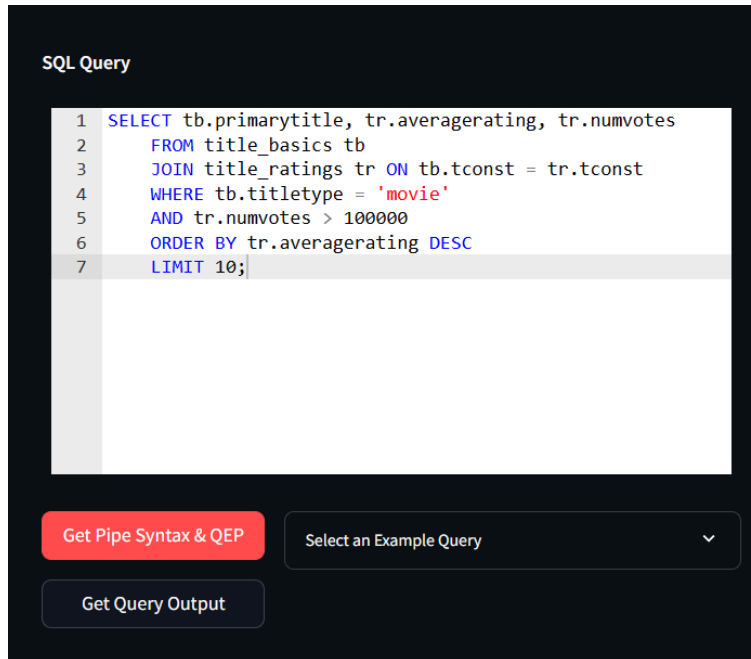 SQL Query
1 SELECT tb.primarytitle, tr.averagerating, tr.numvotes
2 FROM title_basics tb
3 JOIN title_ratings tr ON tb.tconst = tr.tconst
4 WHERE tb.titletype = 'movie'
5 AND tr.numvotes > 100000
6 ORDER BY tr.averagerating DESC
7 LIMIT 10;
Get Pipe Syntax & QEP
Select an Example Query
Get Query Output